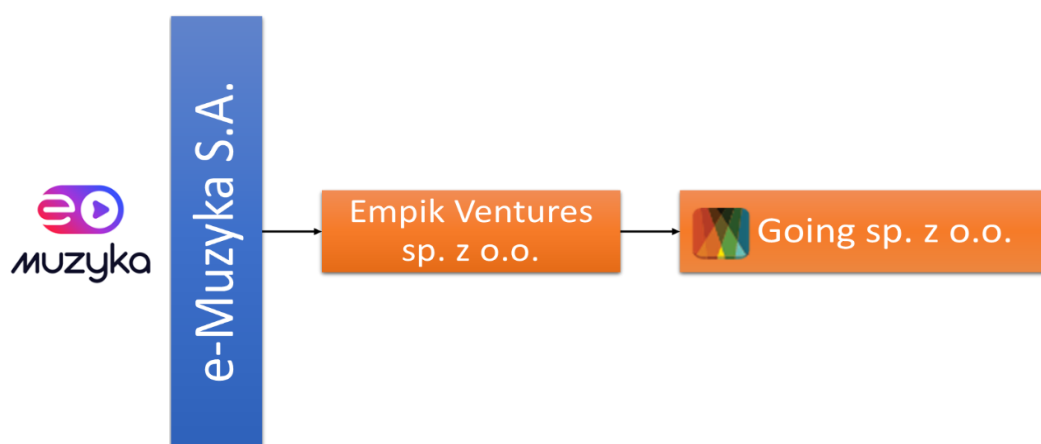 e
MUZYKA
e-Muzyka S.A.
Empik Ventures
sp. z o.o.
Going sp. z o.o.